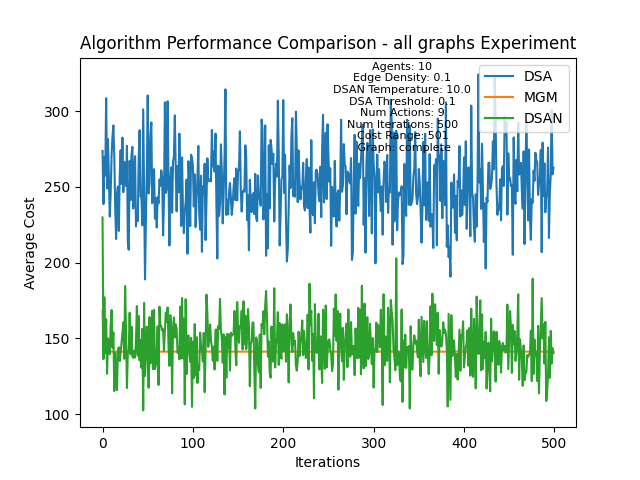 Algorithm Performance Comparison - all graphs Experiment
Agents: 10
Edge Density: 0.1
DSAN Temperature: 10.0
DSA Threshold: 0.1
Num Actions: 9
Num Iterations: 500
Cost Range: 501
Graph: complete
DSA
MGM
DSAN
Average Cost
300
250
200
150
100
0
100
200
300
400
500
Iterations